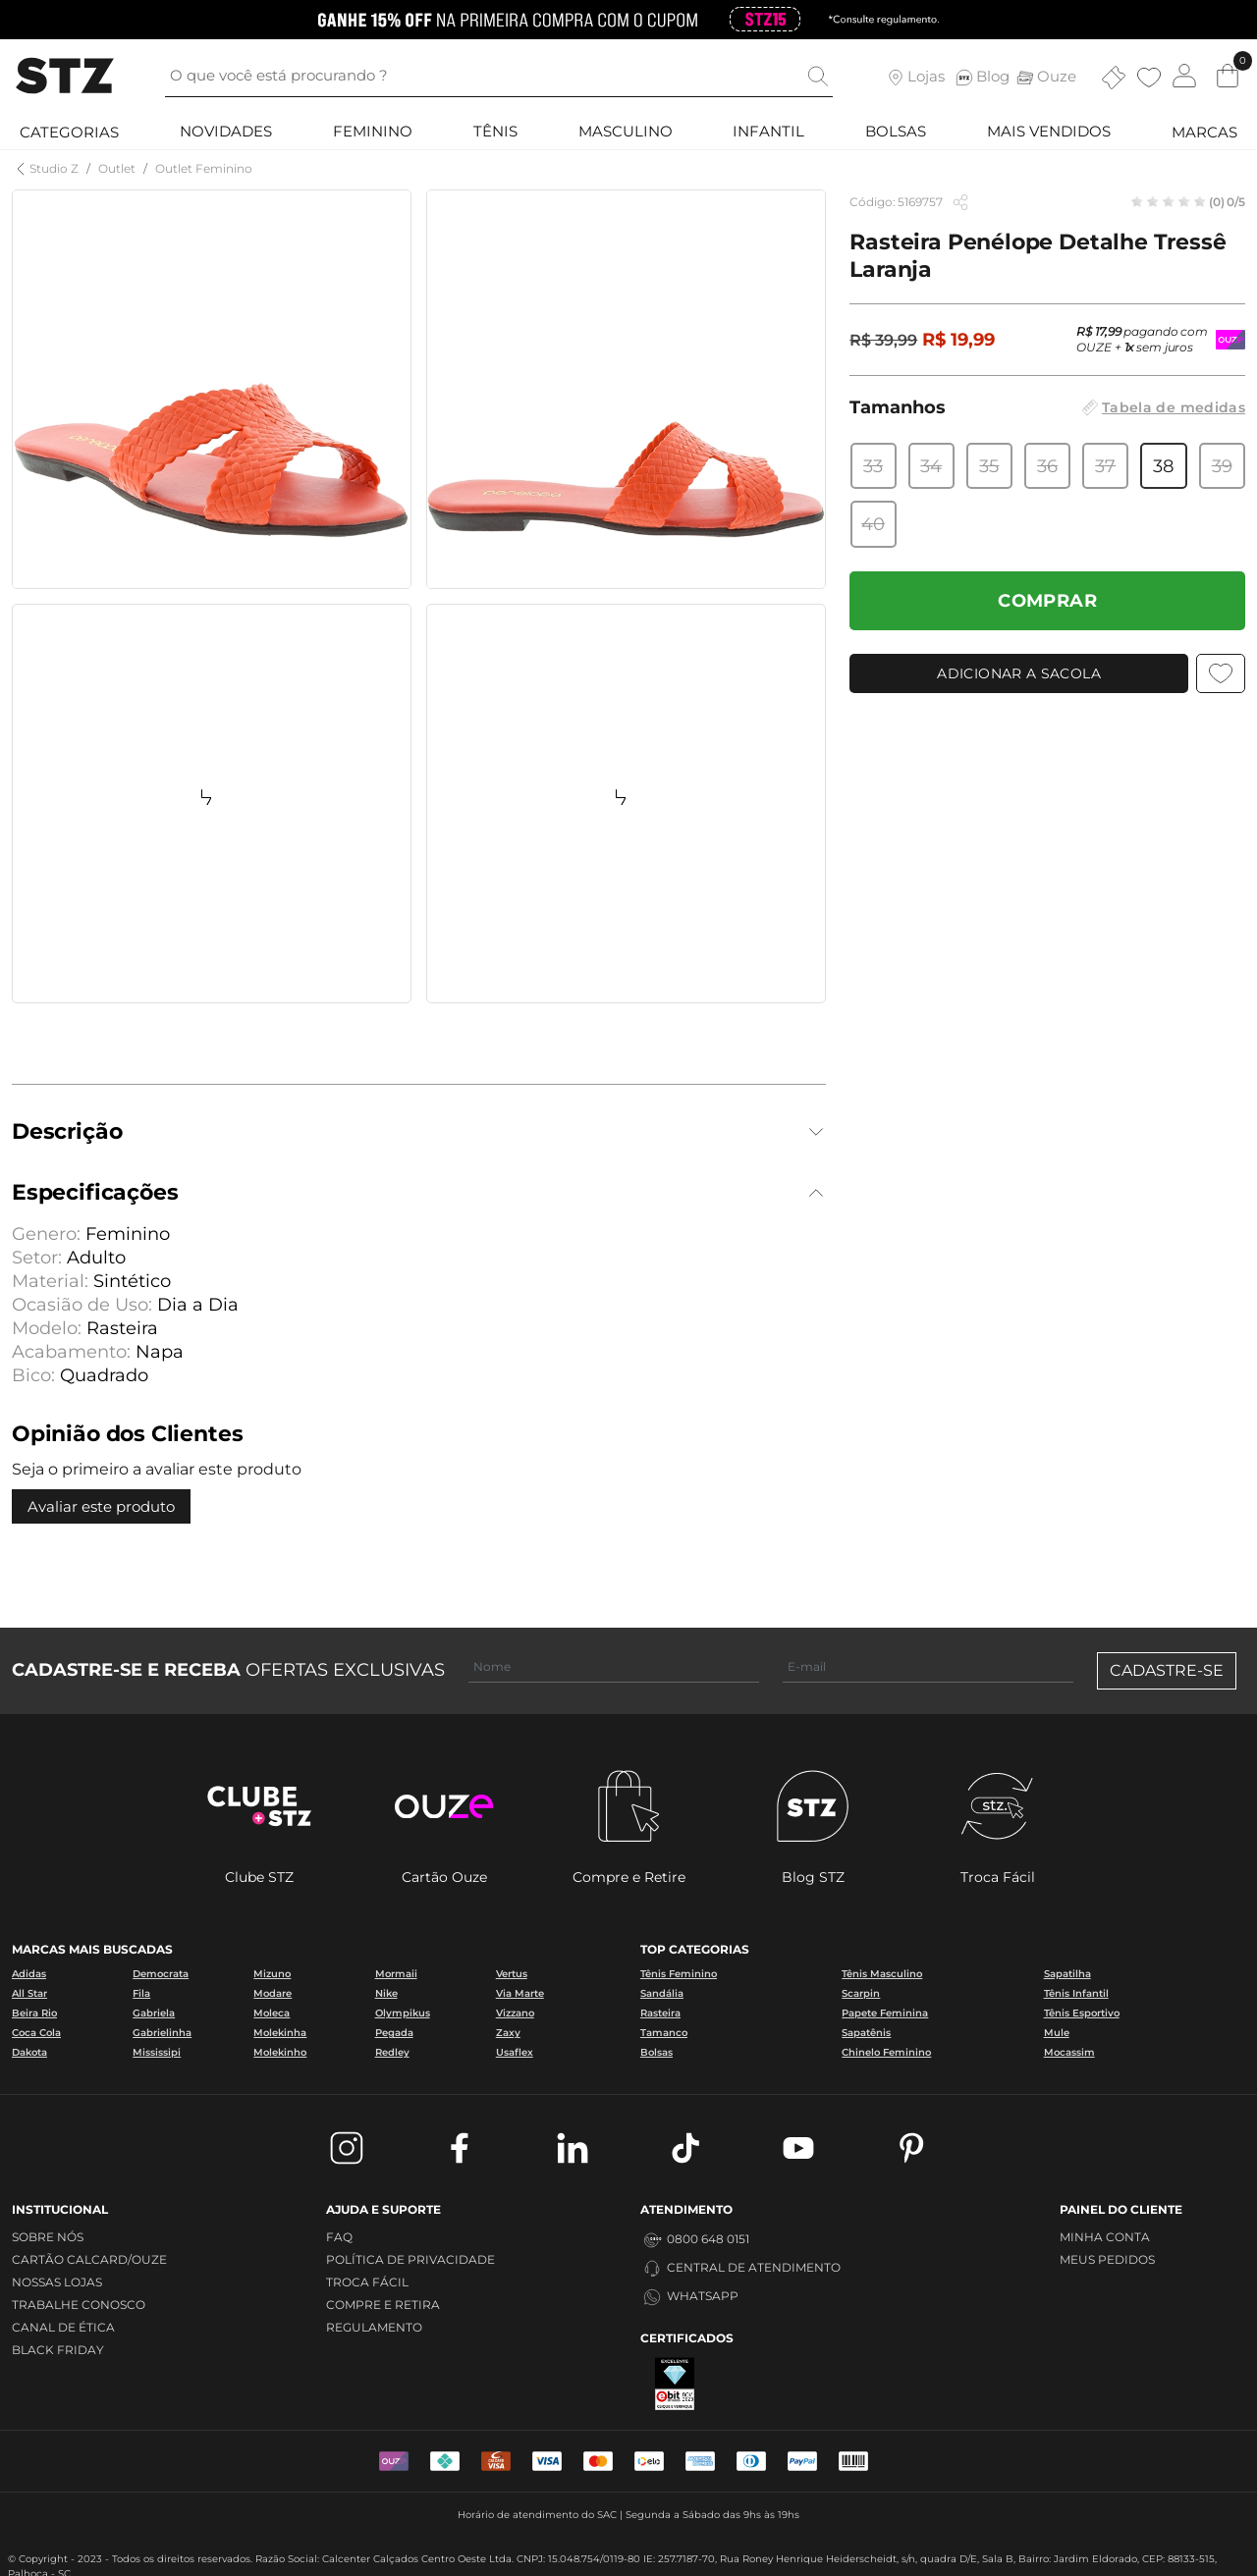 GANHE 15% OFF NA PRIMEIRA COMPRA COM O CUPOM STZ15 *Consulte regulamento.
STZ
O que você está procurando ?
Lojas Blog Ouze 0
CATEGORIAS NOVIDADES FEMININO TÊNIS MASCULINO INFANTIL BOLSAS MAIS VENDIDOS MARCAS
Studio Z / Outlet / Outlet Feminino
Código: 5169757 (0) 0/5
Rasteira Penélope Detalhe Tressê
Laranja
R$ 39,99 R$ 19,99
R$ 17,99 pagando com
OUZE + 1x sem juros
Tamanhos
Tabela de medidas
33 34 35 36 37 38 39
40
COMPRAR
ADICIONAR A SACOLA
Descrição
Especificações
Genero: Feminino
Setor: Adulto
Material: Sintético
Ocasião de Uso: Dia a Dia
Modelo: Rasteira
Acabamento: Napa
Bico: Quadrado
Opinião dos Clientes
Seja o primeiro a avaliar este produto
Avaliar este produto
CADASTRE-SE E RECEBA OFERTAS EXCLUSIVAS Nome E-mail CADASTRE-SE
CLUBE
STZ
ouze
STZ
stz.
Clube STZ Cartão Ouze Compre e Retire Blog STZ Troca Fácil
MARCAS MAIS BUSCADAS
Adidas Democrata Mizuno Mormaii Vertus
All Star Fila Modare Nike Via Marte
Beira Rio Gabriela Moleca Olympikus Vizzano
Coca Cola Gabrielinha Molekinha Pegada Zaxy
Dakota Mississipi Molekinho Redley Usaflex
TOP CATEGORIAS
Tênis Feminino Tênis Masculino Sapatilha
Sandália Scarpin Tênis Infantil
Rasteira Papete Feminina Tênis Esportivo
Tamanco Sapatênis Mule
Bolsas Chinelo Feminino Mocassim
INSTITUCIONAL
SOBRE NÓS
CARTÃO CALCARD/OUZE
NOSSAS LOJAS
TRABALHE CONOSCO
CANAL DE ÉTICA
BLACK FRIDAY
AJUDA E SUPORTE
FAQ
POLÍTICA DE PRIVACIDADE
TROCA FÁCIL
COMPRE E RETIRA
REGULAMENTO
ATENDIMENTO
0800 648 0151
CENTRAL DE ATENDIMENTO
WHATSAPP
CERTIFICADOS
EXCELENTE
ebit
PAINEL DO CLIENTE
MINHA CONTA
MEUS PEDIDOS
VISA VISA elo PayPal
Horário de atendimento do SAC | Segunda a Sábado das 9hs às 19hs
© Copyright - 2023 - Todos os direitos reservados. Razão Social: Calcenter Calçados Centro Oeste Ltda. CNPJ: 15.048.754/0119-80 IE: 257.7187-70, Rua Roney Henrique Heiderscheidt, s/n, quadra D/E, Sala B, Bairro: Jardim Eldorado, CEP: 88133-515,
Palhoça - SC